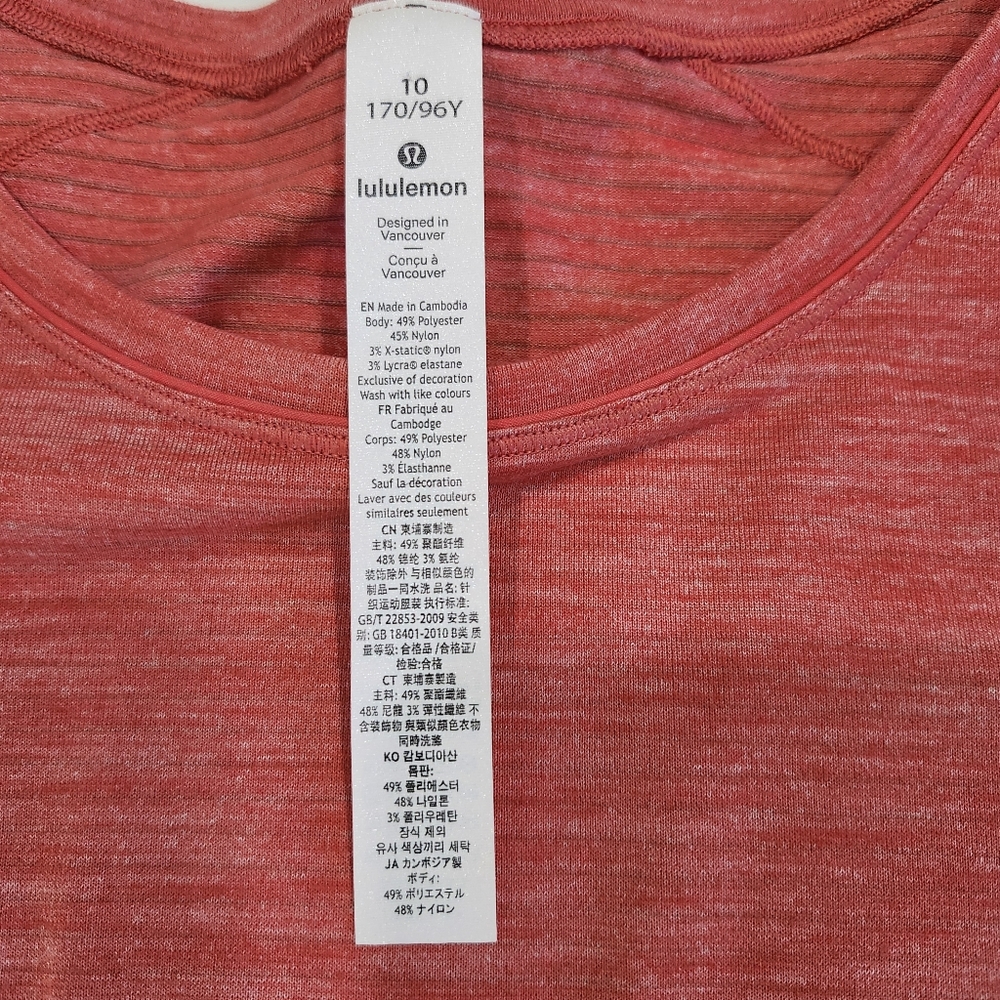 10
170/96Y
lululemon
Designed in
Vancouver
Conçu à
Vancouver
EN Made in Cambodia
Body: 49% Polyester
45% Nylon
3% X-static® nylon
3% Lycra® elastane
Exclusive of decoration
Wash with like colours
FR Fabriqué au
Cambodge
Corps: 49% Polyester
48% Nylon
3% Élasthanne
Sauf la décoration
Laver avec des couleurs
similaires seulement
CN 柬埔寨制造
主料: 49% 聚酯纤维
48% 锦纶 3% 氨纶
装饰除外 与相似颜色的
制品一同水洗 品名: 针
织运动服装 执行标准:
GB/T 22853-2009 安全类
别: GB 18401-2010 B类 质
量等级: 合格品 /合格证/
检验:合格
CT 柬埔寨製造
主料: 49% 聚酯纖維
48% 尼龍 3% 彈性纖維 不
含裝飾物 與類似顏色衣物
同時洗滌
KO 캄보디아산
몸판:
49% 폴리에스터
48% 나일론
3% 폴리우레탄
장식 제외
유사 색상끼리 세탁
JA カンボジア製
ボディ:
49% ポリエステル
48% ナイロン